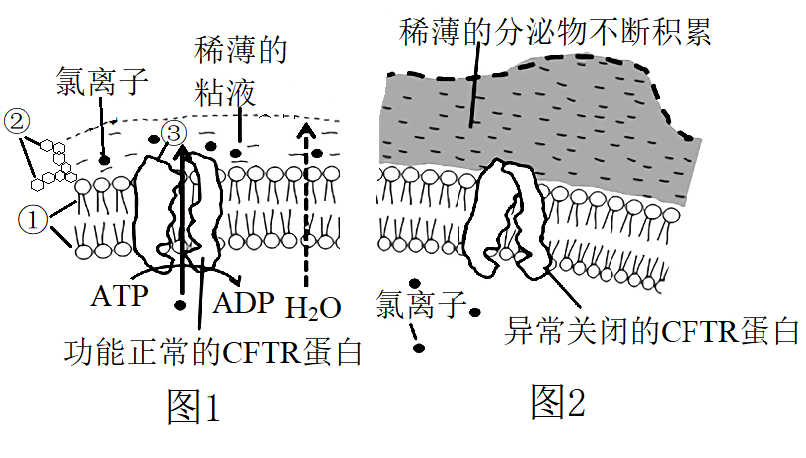 稀薄的
粘液
氯离子
②
③
①
ATP
ADP
H₂O
功能正常的CFTR蛋白
图1
稀薄的分泌物不断积累
氯离子
异常关闭的CFTR蛋白
图2